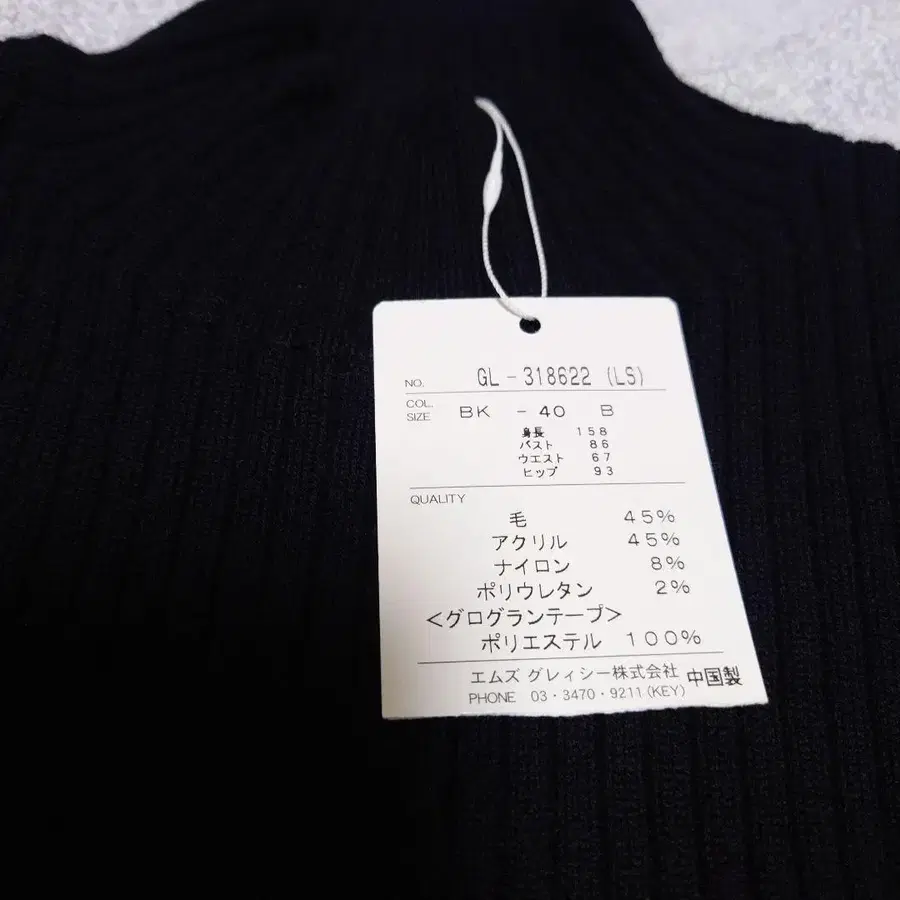 NO. GL-318622 (LS)
COL.
SIZE BK - 40 B
身長 158
バスト 86
ウエスト 67
ヒップ 93
QUALITY
毛 45%
アクリル 45%
ナイロン 8%
ポリウレタン 2%
<グログランテープ>
ポリエステル 100%
エムズ グレィシー株式会社 中国製
PHONE 03・3470・9211(KEY)